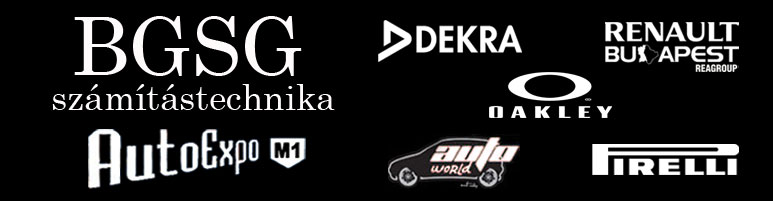 BGSG
számítástechnika
DEKRA
RENAULT
BUDAPEST
REAGROUP
OAKLEY
AutoExpo M1
auto
world
PIRELLI